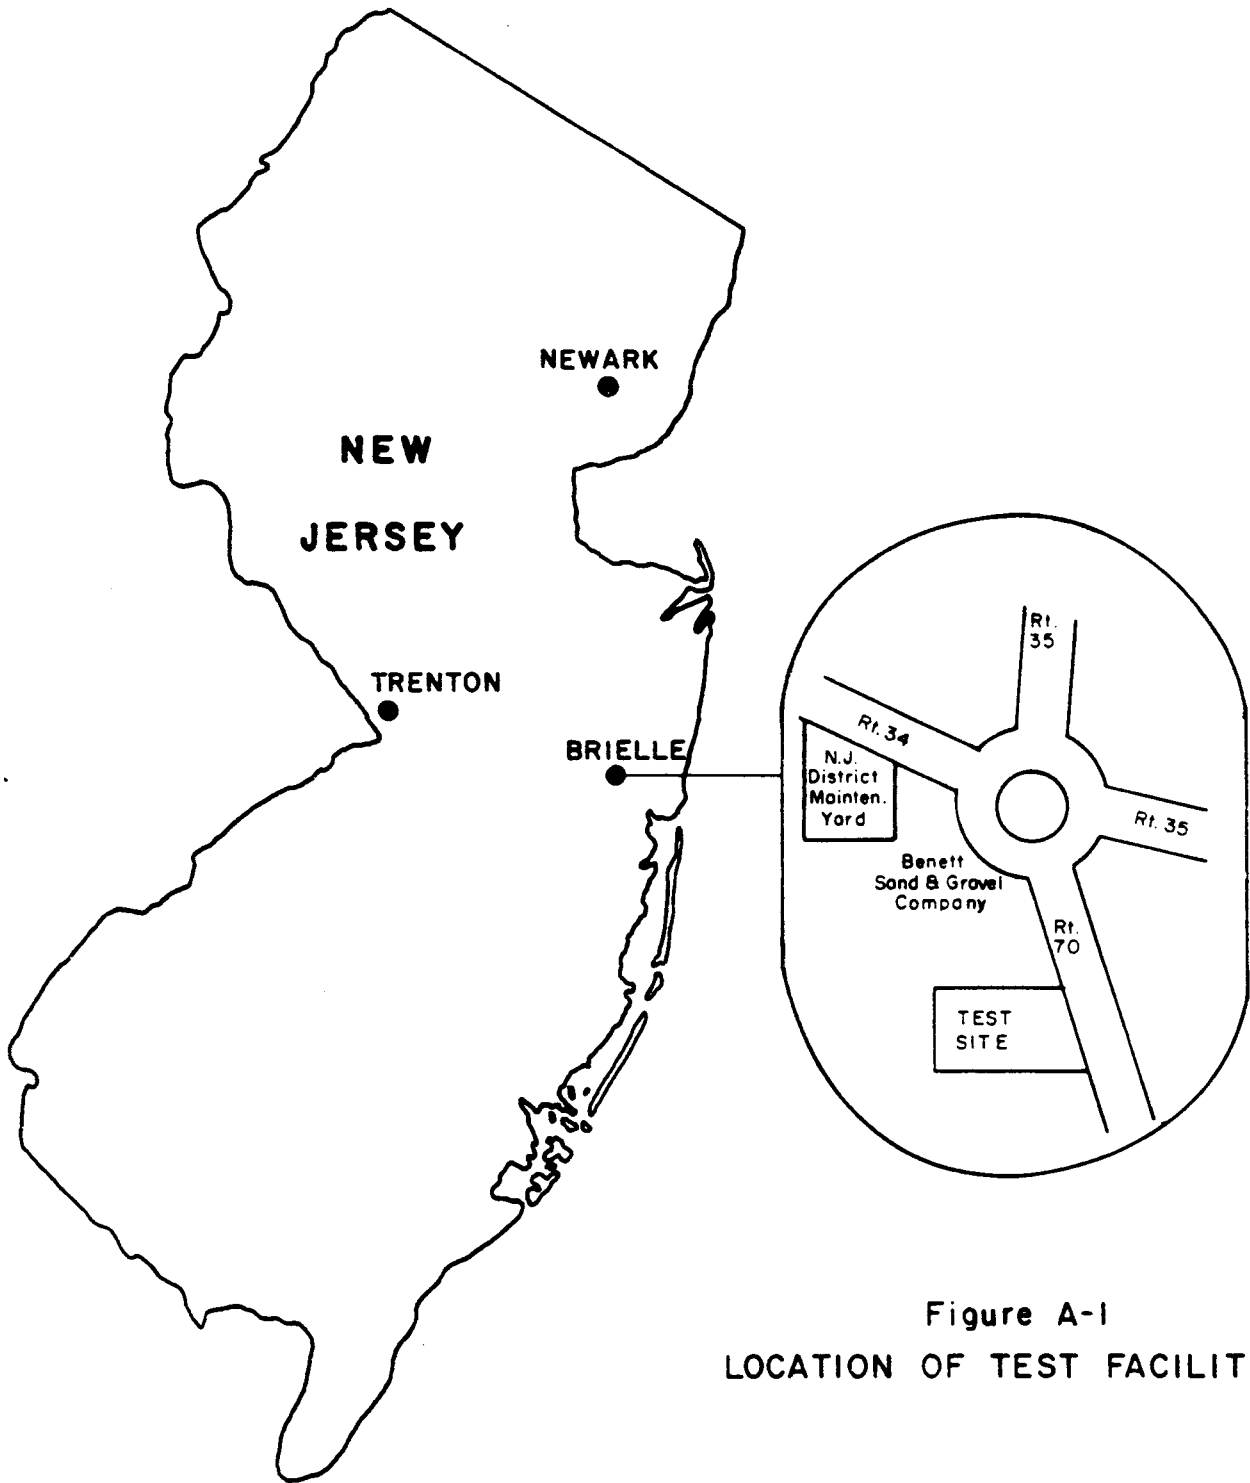 NEWARK
NEW
JERSEY
TRENTON
BRIELLE
Rt.
35
Rt. 34
N.J.
District
Mainten.
Yard
Rt. 35
Benett
Sand & Gravel
Company
Rt.
70
TEST
SITE
Figure A-1
LOCATION OF TEST FACILIT